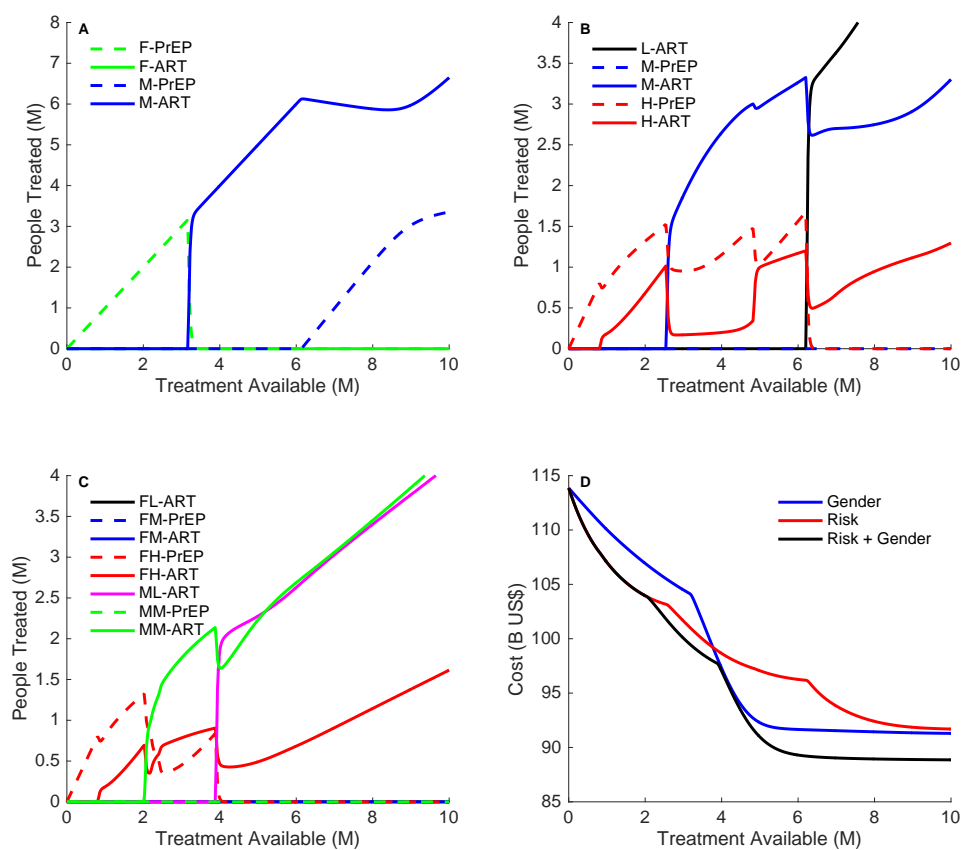 A
F-PrEP
F-ART
M-PrEP
M-ART
8
7
6
5
4
3
2
1
0
People Treated (M)
0 2 4 6 8 10
Treatment Available (M)
B
L-ART
M-PrEP
M-ART
H-PrEP
H-ART
4
3.5
3
2.5
2
1.5
1
0.5
0
People Treated (M)
0 2 4 6 8 10
Treatment Available (M)
C
FL-ART
FM-PrEP
FM-ART
FH-PrEP
FH-ART
ML-ART
MM-PrEP
MM-ART
4
3.5
3
2.5
2
1.5
1
0.5
0
People Treated (M)
0 2 4 6 8 10
Treatment Available (M)
D
Gender
Risk
Risk + Gender
115
110
105
100
95
90
85
Cost (B US$)
0 2 4 6 8 10
Treatment Available (M)